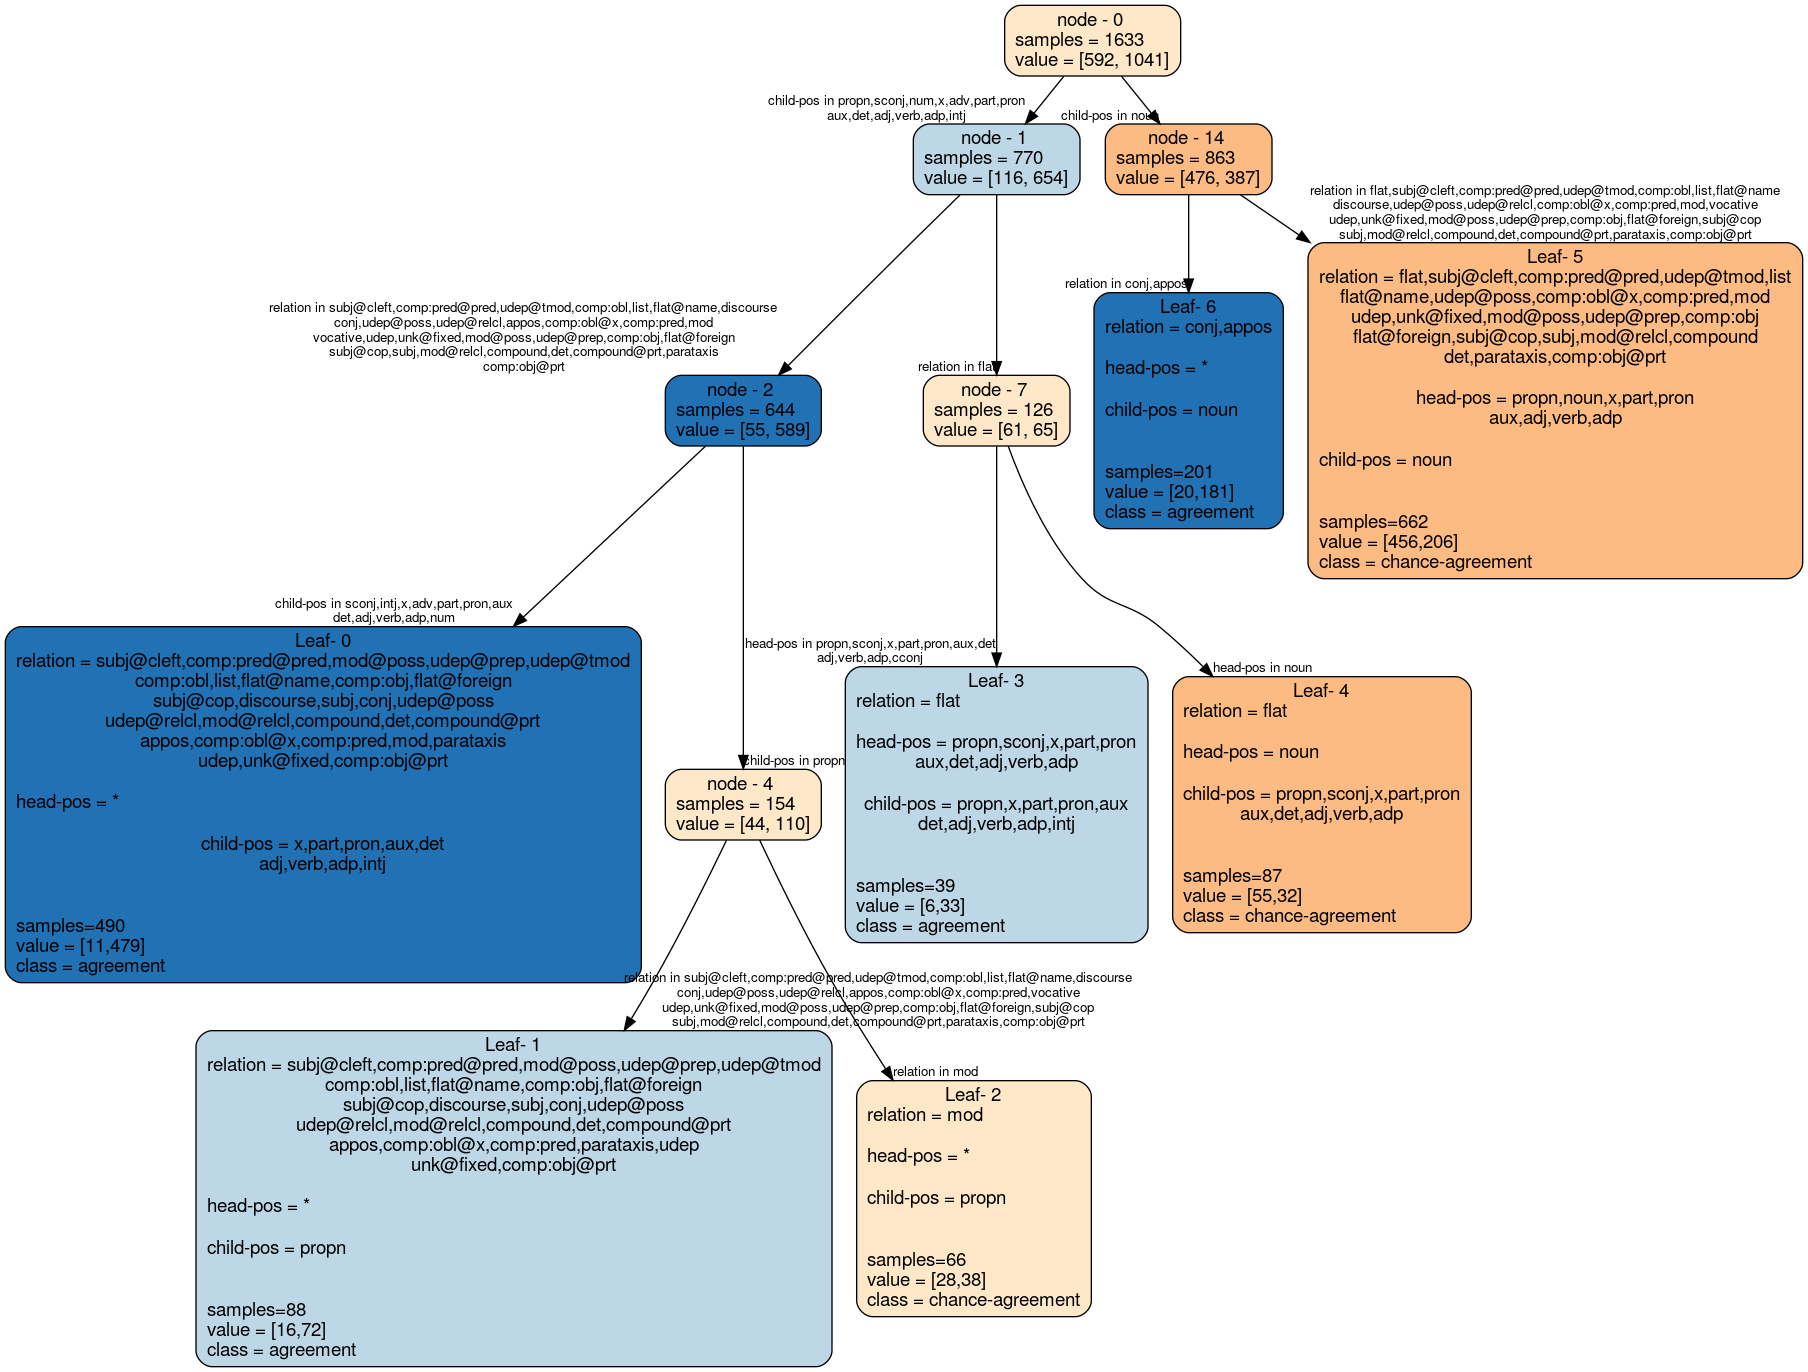 node - 0
samples = 1633
value = [592, 1041]
child-pos in propn,sconj,num,x,adv,part,pron
aux,det,adj,verb,adp,intj
child-pos in noun
node - 1
samples = 770
value = [116, 654]
node - 14
samples = 863
value = [476, 387]
relation in flat,subj@cleft,comp:pred@pred,udep@tmod,comp:obl,list,flat@name
discourse,udep@poss,udep@relcl,comp:obl@x,comp:pred,mod,vocative
udep,unk@fixed,mod@poss,udep@prep,comp:obj,flat@foreign,subj@cop
subj,mod@relcl,compound,det,compound@prt,parataxis,comp:obj@prt
relation in subj@cleft,comp:pred@pred,udep@tmod,comp:obl,list,flat@name,discourse
conj,udep@poss,udep@relcl,appos,comp:obl@x,comp:pred,mod
vocative,udep,unk@fixed,mod@poss,udep@prep,comp:obj,flat@foreign
subj@cop,subj,mod@relcl,compound,det,compound@prt,parataxis
comp:obj@prt
relation in flat
relation in conj,appos
node - 2
samples = 644
value = [55, 589]
node - 7
samples = 126
value = [61, 65]
Leaf- 6
relation = conj,appos
head-pos = *
child-pos = noun
samples=201
value = [20,181]
class = agreement
Leaf- 5
relation = flat,subj@cleft,comp:pred@pred,udep@tmod,list
flat@name,udep@poss,comp:obl@x,comp:pred,mod
udep,unk@fixed,mod@poss,udep@prep,comp:obj
flat@foreign,subj@cop,subj,mod@relcl,compound
det,parataxis,comp:obj@prt
head-pos = propn,noun,x,part,pron
aux,adj,verb,adp
child-pos = noun
samples=662
value = [456,206]
class = chance-agreement
child-pos in sconj,intj,x,adv,part,pron,aux
det,adj,verb,adp,num
child-pos in propn
head-pos in propn,sconj,x,part,pron,aux,det
adj,verb,adp,cconj
head-pos in noun
Leaf- 0
relation = subj@cleft,comp:pred@pred,mod@poss,udep@prep,udep@tmod
comp:obl,list,flat@name,comp:obj,flat@foreign
subj@cop,discourse,subj,conj,udep@poss
udep@relcl,mod@relcl,compound,det,compound@prt
appos,comp:obl@x,comp:pred,mod,parataxis
udep,unk@fixed,comp:obj@prt
head-pos = *
child-pos = x,part,pron,aux,det
adj,verb,adp,intj
samples=490
value = [11,479]
class = agreement
node - 4
samples = 154
value = [44, 110]
Leaf- 3
relation = flat
head-pos = propn,sconj,x,part,pron
aux,det,adj,verb,adp
child-pos = propn,x,part,pron,aux
det,adj,verb,adp,intj
samples=39
value = [6,33]
class = agreement
Leaf- 4
relation = flat
head-pos = noun
child-pos = propn,sconj,x,part,pron
aux,det,adj,verb,adp
samples=87
value = [55,32]
class = chance-agreement
relation in subj@cleft,comp:pred@pred,udep@tmod,comp:obl,list,flat@name,discourse
conj,udep@poss,udep@relcl,appos,comp:obl@x,comp:pred,vocative
udep,unk@fixed,mod@poss,udep@prep,comp:obj,flat@foreign,subj@cop
subj,mod@relcl,compound,det,compound@prt,parataxis,comp:obj@prt
relation in mod
Leaf- 1
relation = subj@cleft,comp:pred@pred,mod@poss,udep@prep,udep@tmod
comp:obl,list,flat@name,comp:obj,flat@foreign
subj@cop,discourse,subj,conj,udep@poss
udep@relcl,mod@relcl,compound,det,compound@prt
appos,comp:obl@x,comp:pred,parataxis,udep
unk@fixed,comp:obj@prt
head-pos = *
child-pos = propn
samples=88
value = [16,72]
class = agreement
Leaf- 2
relation = mod
head-pos = *
child-pos = propn
samples=66
value = [28,38]
class = chance-agreement